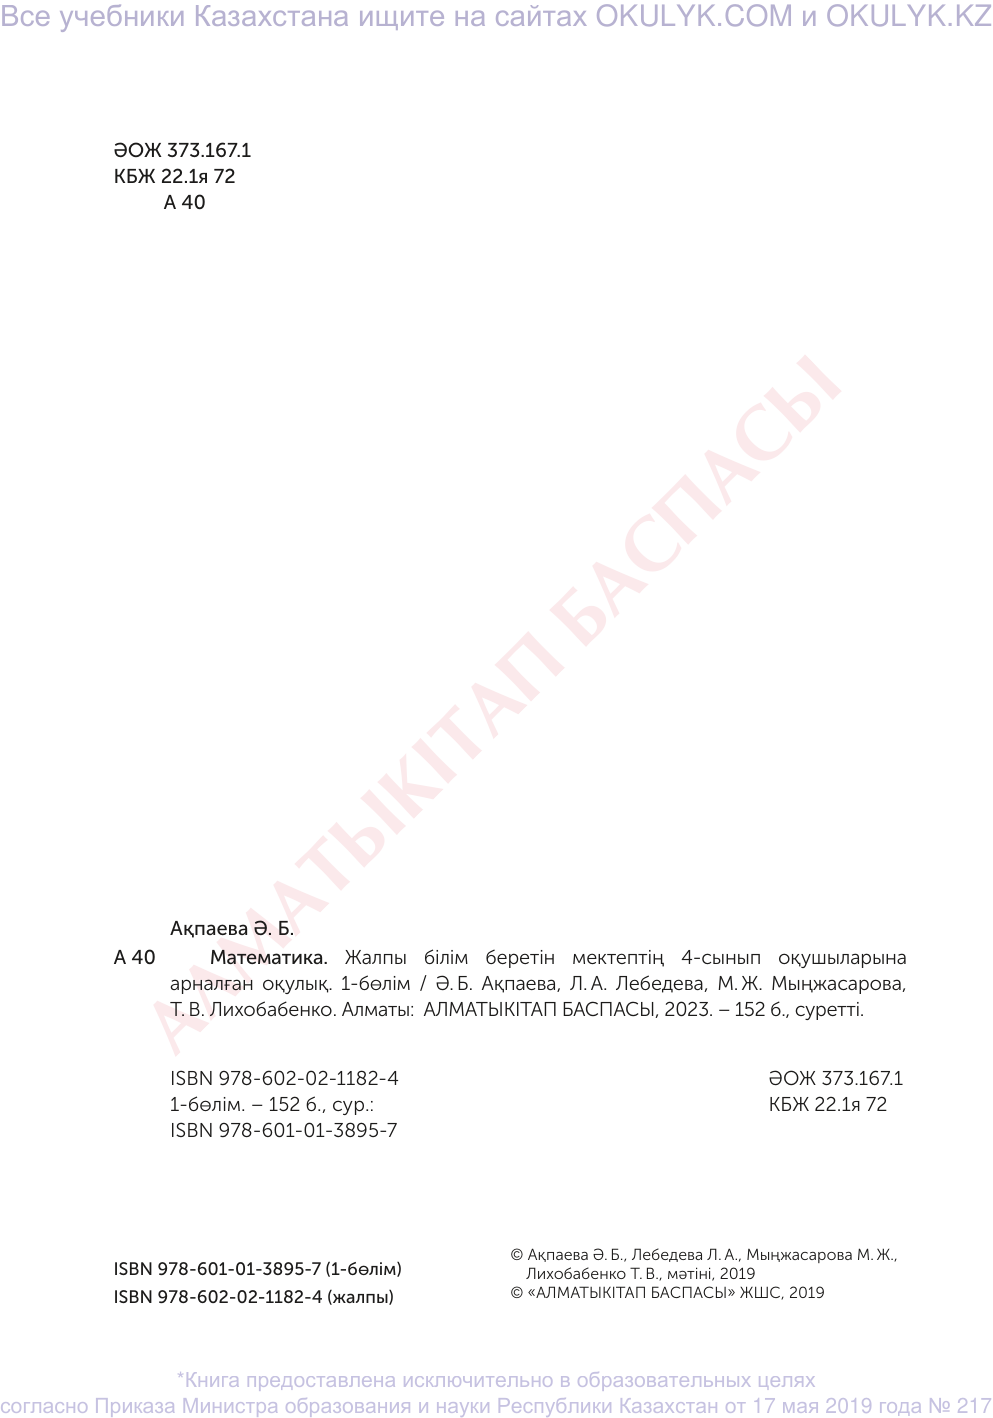 Все учебники Казахстана ищите на сайтах OKULYK.COM и OKULYK.KZ
ӘОЖ 373.167.1
КБЖ 22.1я 72
А 40
АЛМАТЫКІТАП БАСПАСЫ
Ақпаева Ә. Б.
А 40 Математика. Жалпы білім беретін мектептің 4-сынып оқушыларына
арналған оқулық. 1-бөлім / Ә. Б. Ақпаева, Л. А. Лебедева, М. Ж. Мыңжасарова,
Т. В. Лихобабенко. Алматы: АЛМАТЫКІТАП БАСПАСЫ, 2023. – 152 б., суретті.
ISBN 978-602-02-1182-4
1-бөлім. – 152 б., сур.:
ISBN 978-601-01-3895-7
ӘОЖ 373.167.1
КБЖ 22.1я 72
ISBN 978-601-01-3895-7 (1-бөлім)
ISBN 978-602-02-1182-4 (жалпы)
© Ақпаева Ә. Б., Лебедева Л. А., Мыңжасарова М. Ж.,
Лихобабенко Т. В., мәтіні, 2019
© «АЛМАТЫКІТАП БАСПАСЫ» ЖШС, 2019
*Книга предоставлена исключительно в образовательных целях
согласно Приказа Министра образования и науки Республики Казахстан от 17 мая 2019 года № 217